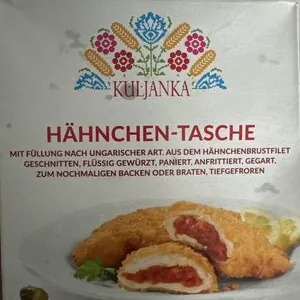 KULJANKA
HÄHNCHEN-TASCHE
MIT FÜLLUNG NACH UNGARISCHER ART. AUS DEM HÄHNCHENBRUSTFILET
GESCHNITTEN, FLÜSSIG GEWÜRZT, PANIERT, ANFRITTIERT, GEGART,
ZUM NOCHMALIGEN BACKEN ODER BRATEN, TIEFGEFROREN